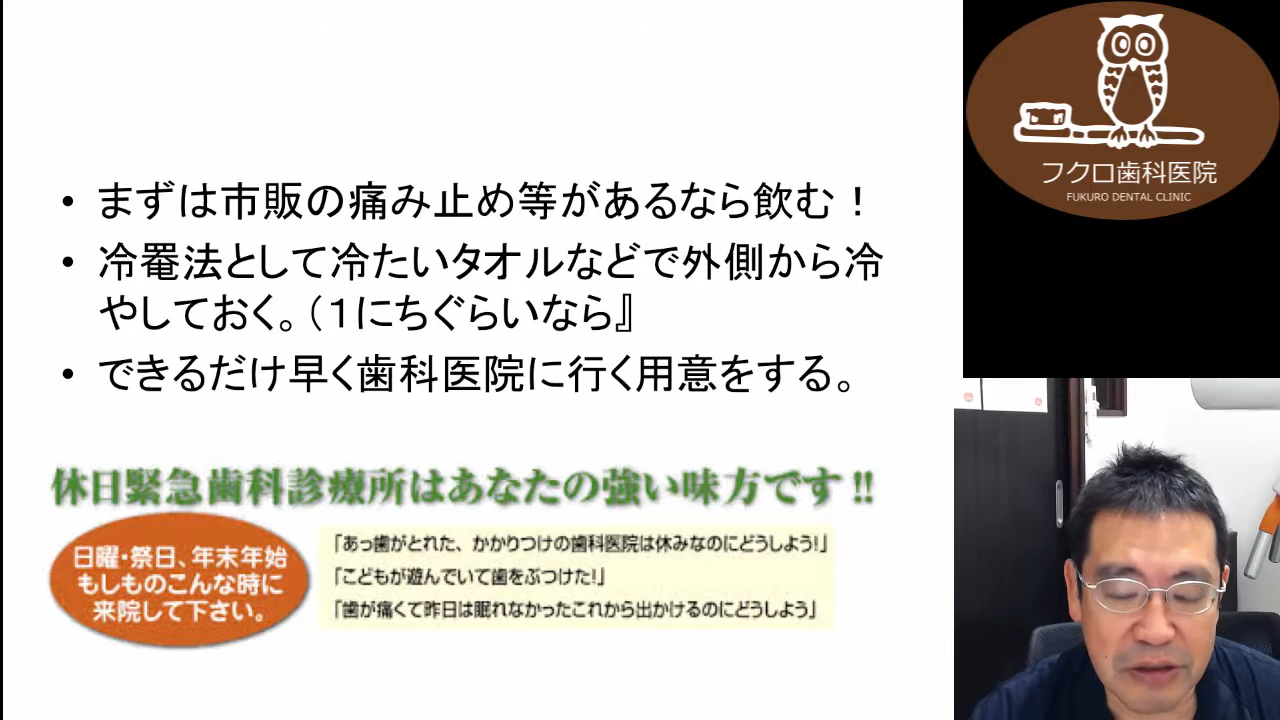 ・まずは市販の痛み止め等があるなら飲む！
・冷罨法として冷たいタオルなどで外側から冷
やしておく。（１にちぐらいなら』
・できるだけ早く歯科医院に行く用意をする。
休日緊急歯科診療所はあなたの強い味方です!!
日曜・祭日、年末年始
もしものこんな時に
来院して下さい。
「あっ歯がとれた、かかりつけの歯科医院は休みなのにどうしよう!」
「こどもが遊んでいて歯をぶつけた!」
「歯が痛くて昨日は眠れなかったこれから出かけるのにどうしよう」
フクロ歯科医院
FUKURO DENTAL CLINIC